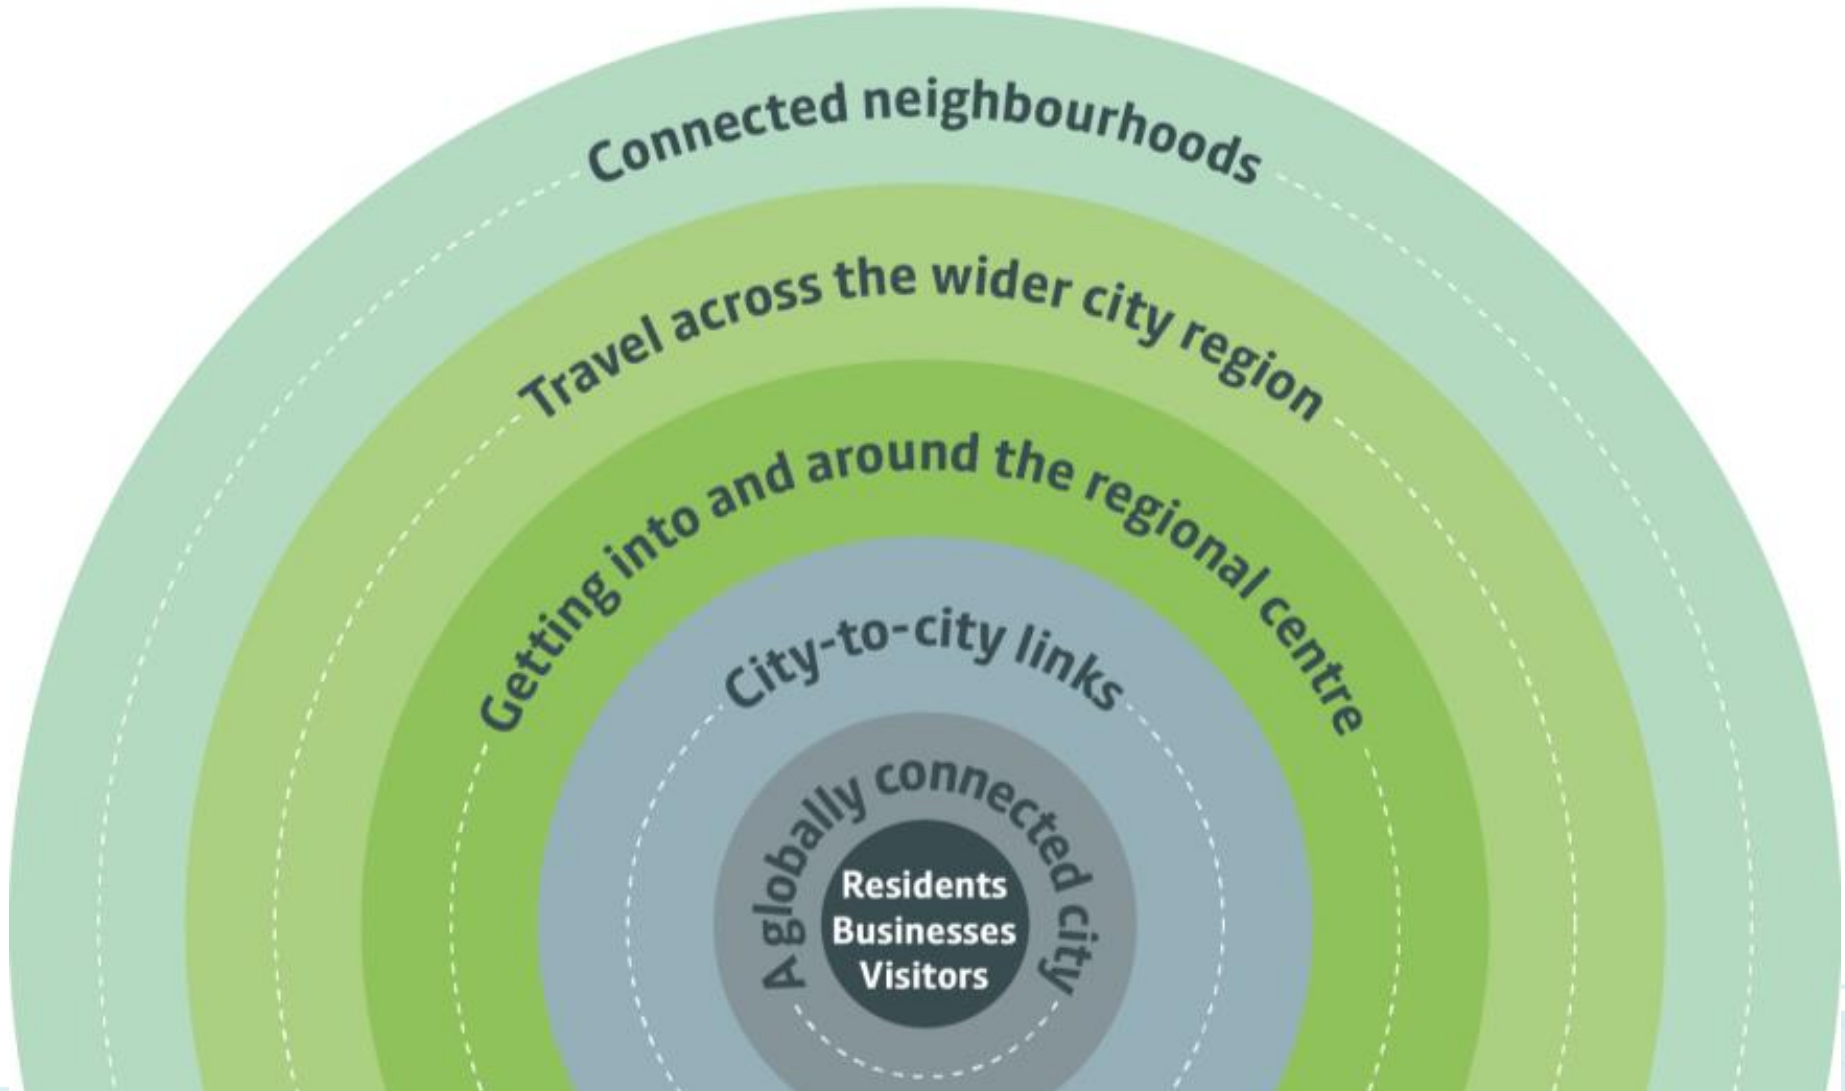 Connected neighbourhoods
Travel across the wider city region
Getting into and around the regional centre
City-to-city links
A globally connected city
Residents
Businesses
Visitors